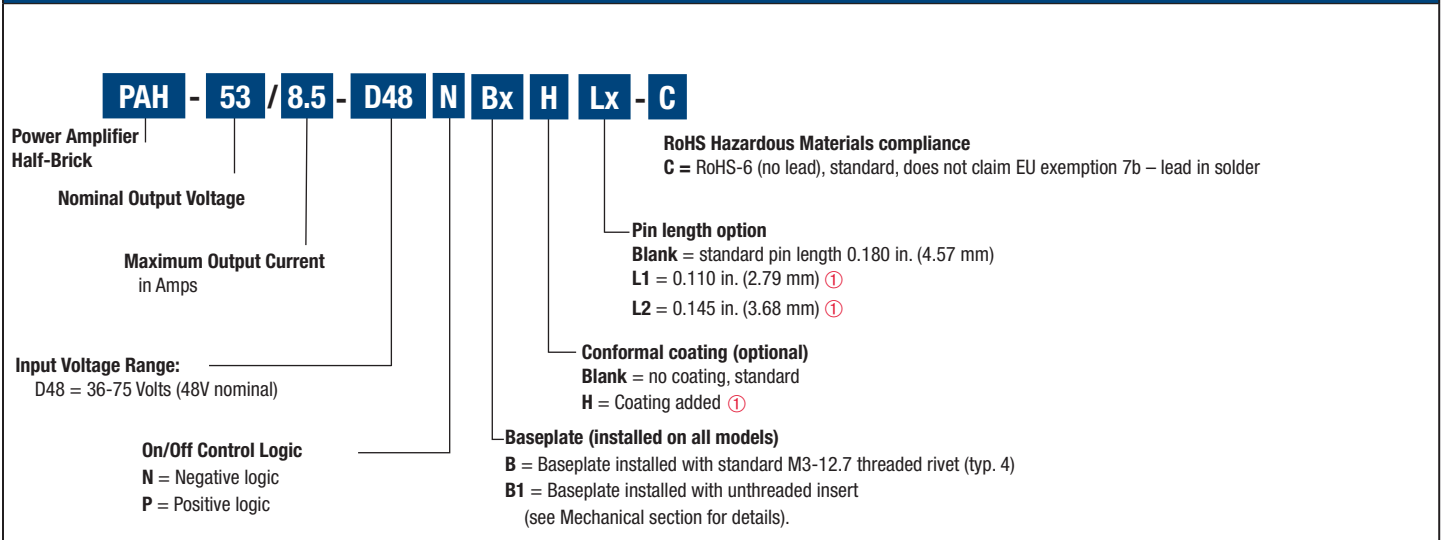 PAH - 53 / 8.5 - D48 N Bx H Lx - C
Power Amplifier
Half-Brick
Nominal Output Voltage
Maximum Output Current
in Amps
Input Voltage Range:
D48 = 36-75 Volts (48V nominal)
On/Off Control Logic
N = Negative logic
P = Positive logic
RoHS Hazardous Materials compliance
C = RoHS-6 (no lead), standard, does not claim EU exemption 7b – lead in solder
Pin length option
Blank = standard pin length 0.180 in. (4.57 mm)
L1 = 0.110 in. (2.79 mm) ①
L2 = 0.145 in. (3.68 mm) ①
Conformal coating (optional)
Blank = no coating, standard
H = Coating added ①
Baseplate (installed on all models)
B = Baseplate installed with standard M3-12.7 threaded rivet (typ. 4)
B1 = Baseplate installed with unthreaded insert
(see Mechanical section for details).